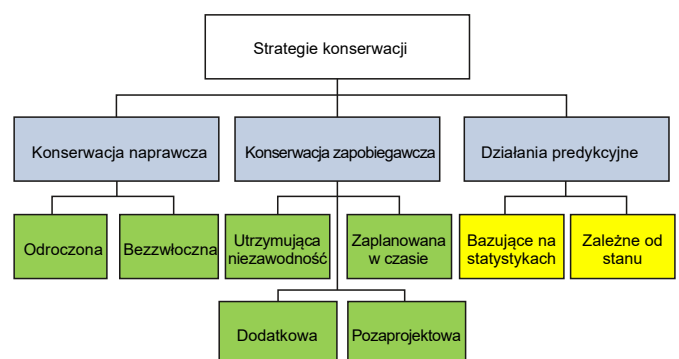 Strategie konserwacji
Konserwacja naprawcza
Konserwacja zapobiegawcza
Działania predykcyjne
Odroczona
Bezzwłoczna
Utrzymująca
niezawodność
Zaplanowana
w czasie
Bazujące na
statystykach
Zależne od
stanu
Dodatkowa
Pozaprojektowa